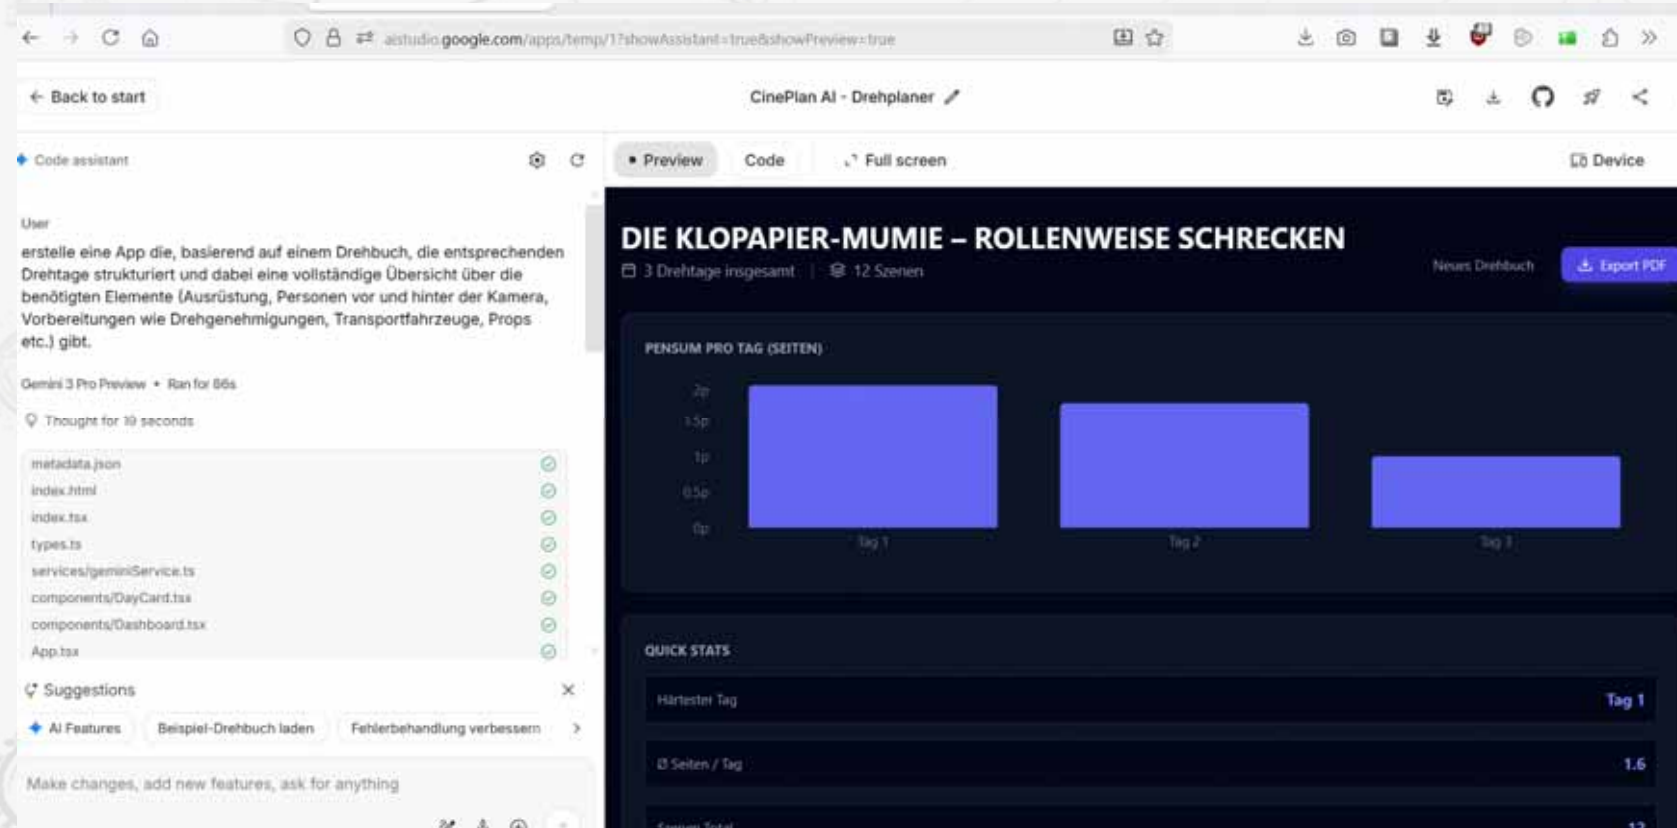 aistudio.google.com/apps/temp/1?showAssistant=true&showPreview=true
Back to start
CinePlan AI - Drehplaner
Code assistant
Preview
Code
Full screen
Device
User
erstelle eine App die, basierend auf einem Drehbuch, die entsprechenden
Drehtage strukturiert und dabei eine vollständige Übersicht über die
benötigten Elemente (Ausrüstung, Personen vor und hinter der Kamera,
Vorbereitungen wie Drehgenehmigungen, Transportfahrzeuge, Props
etc.) gibt.
Gemini 3 Pro Preview • Ran for 86s
Thought for 19 seconds
metadata.json
index.html
index.tsx
types.ts
services/geminiService.ts
components/DayCard.tsx
components/Dashboard.tsx
App.tsx
Suggestions
AI Features
Beispiel-Drehbuch laden
Fehlerbehandlung verbessern
Make changes, add new features, ask for anything
DIE KLOPAPIER-MUMIE – ROLLENWEISE SCHRECKEN
3 Drehtage insgesamt
12 Szenen
Neues Drehbuch
Export PDF
PENSUM PRO TAG (SEITEN)
2p
1.5p
1p
0.5p
0p
Tag 1
Tag 2
Tag 3
QUICK STATS
Härtester Tag
Tag 1
Ø Seiten / Tag
1.6
Szenen Total
12